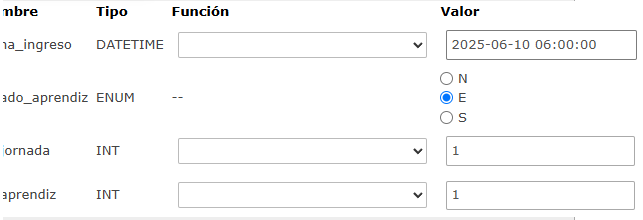 mbre Tipo Función Valor
na_ingreso DATETIME 2025-06-10 06:00:00
N
ado_aprendiz ENUM -- E
S
jornada INT 1
aprendiz INT 1